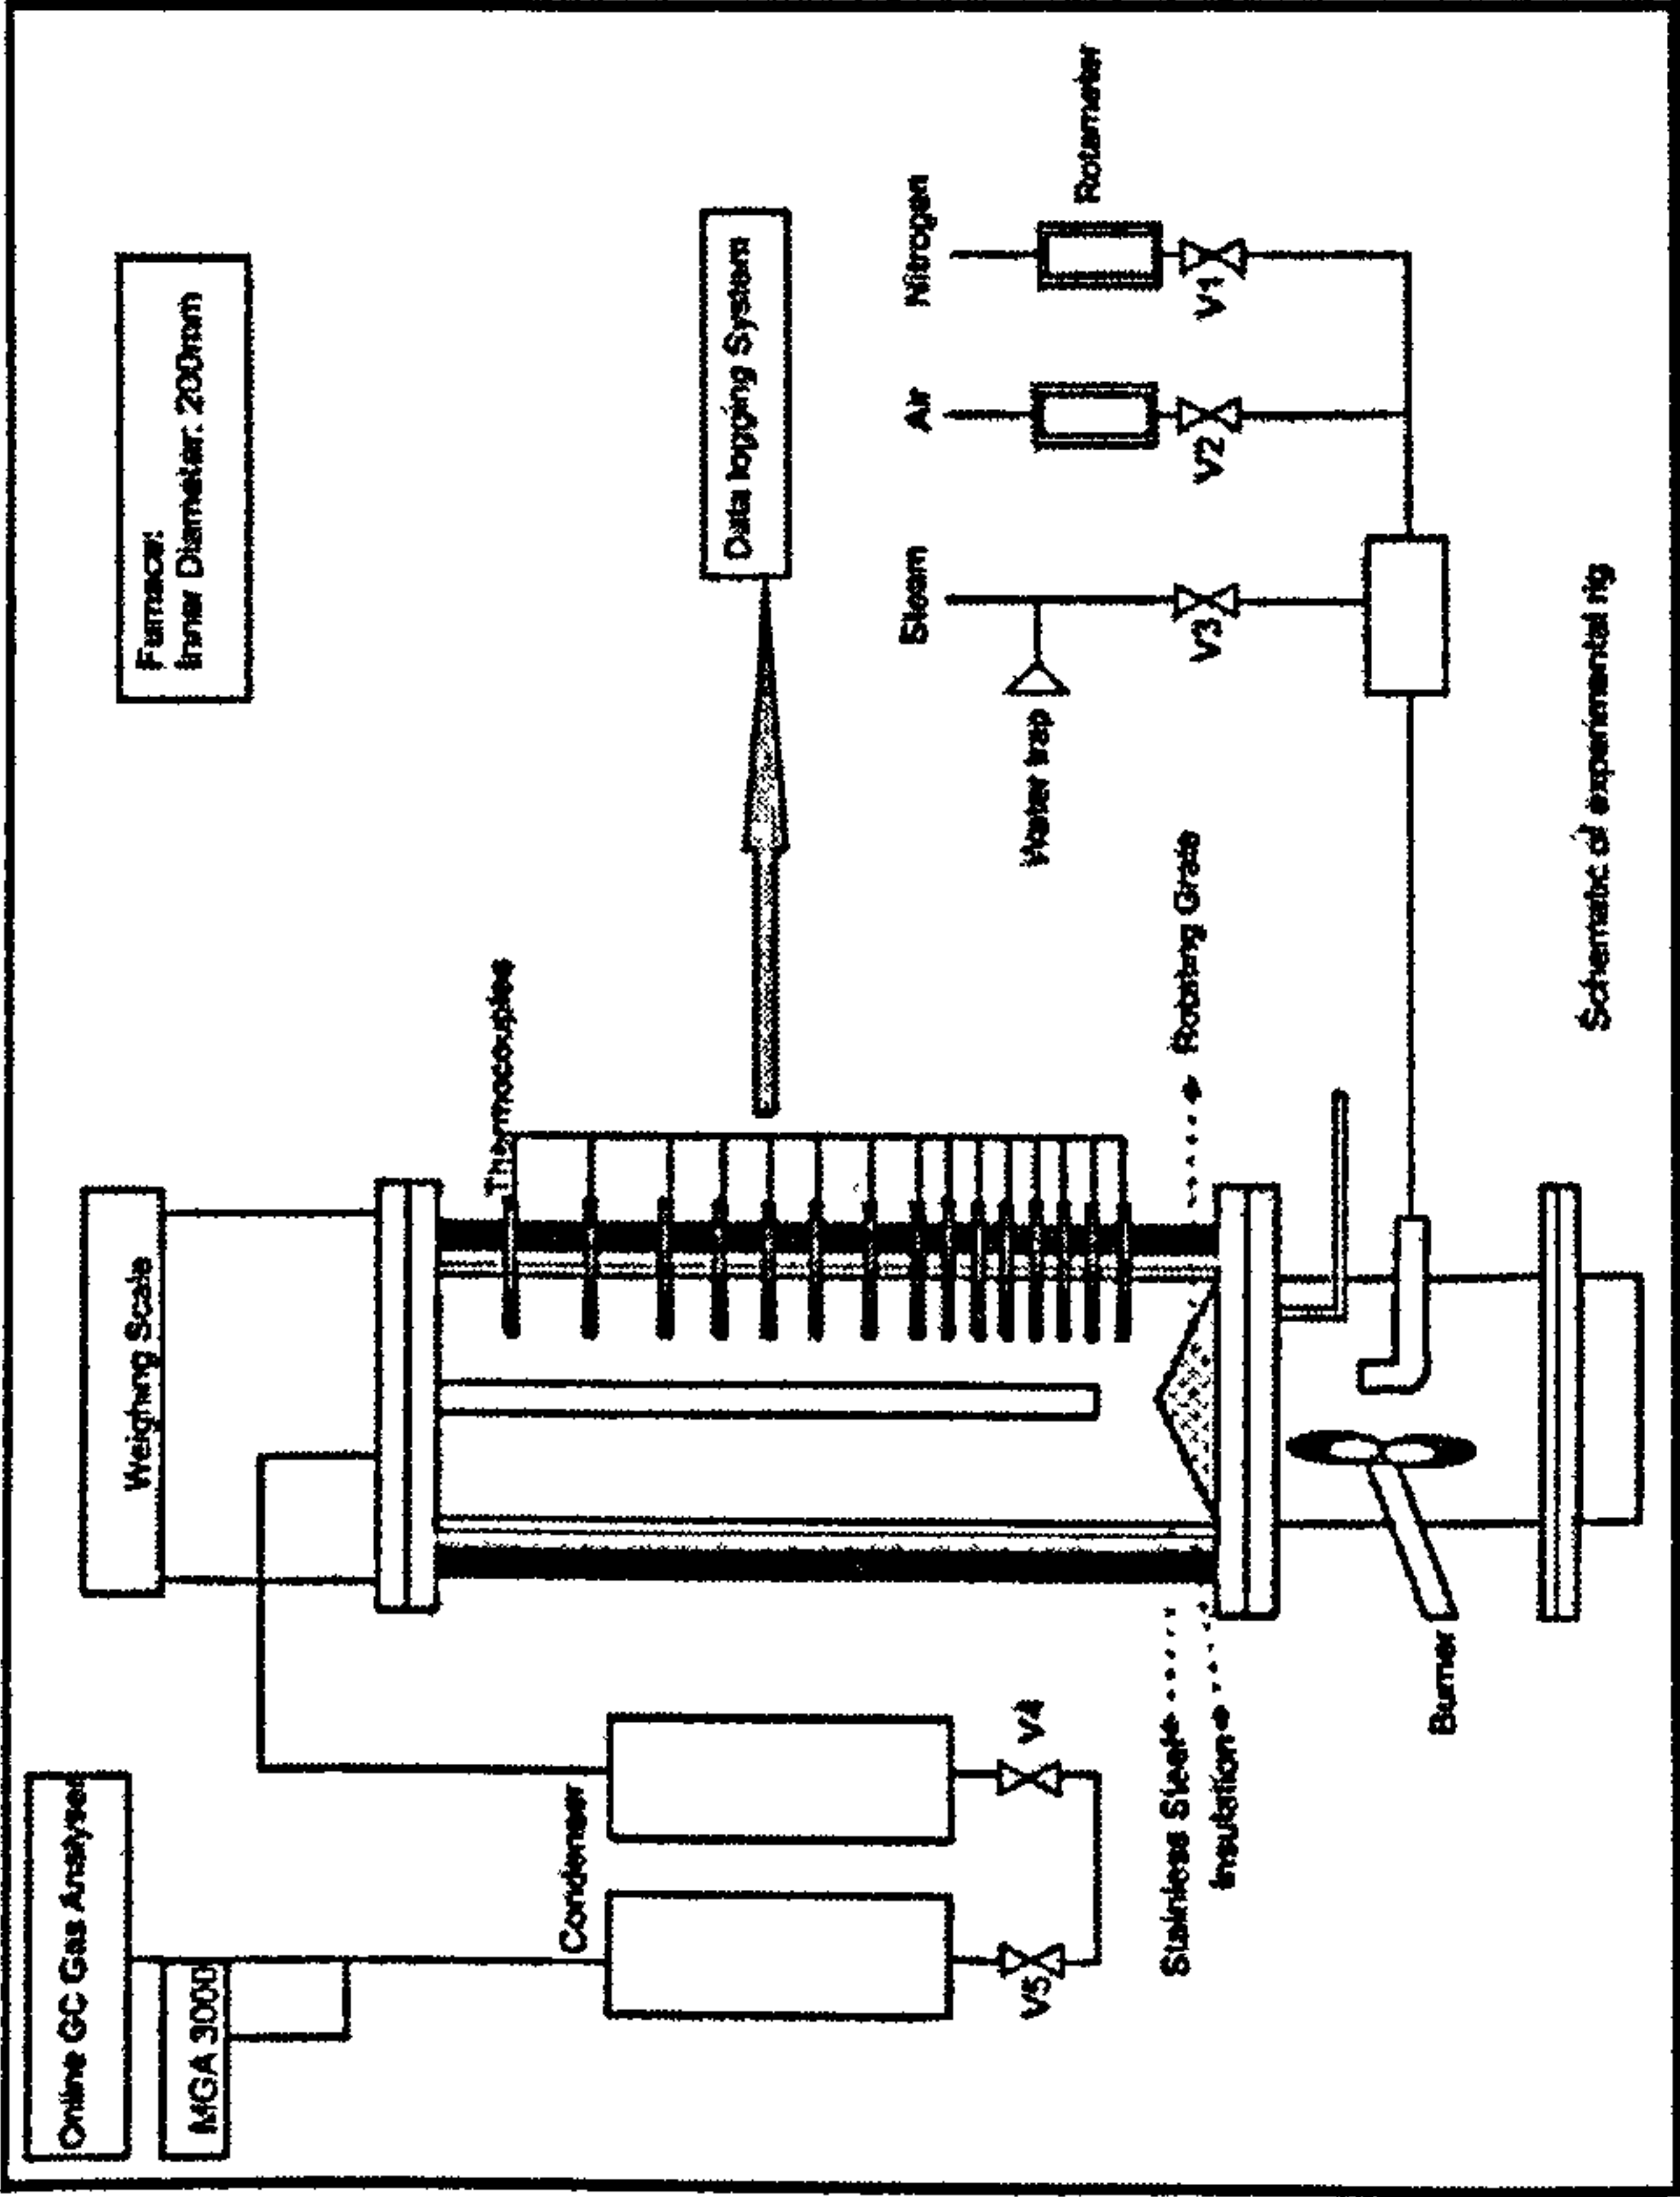 Online GC Gas Analyser
MGA 3000
Weighing Scale
Furnace:
Inner Diameter: 200mm
Condenser
Thermocouples
Data logging System
Steam
Air
Nitrogen
Water trap
Rotameter
V5
V4
V3
V2
V1
Stainless Steel
Insulation
Rotating Grate
Burner
Schematic of experimental rig